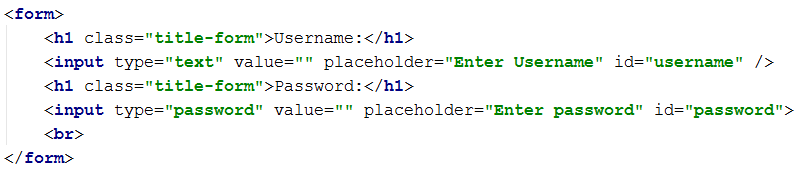 <form>
<h1 class="title-form">Username:</h1>
<input type="text" value="" placeholder="Enter Username" id="username" />
<h1 class="title-form">Password:</h1>
<input type="password" value="" placeholder="Enter password" id="password">
<br>
</form>